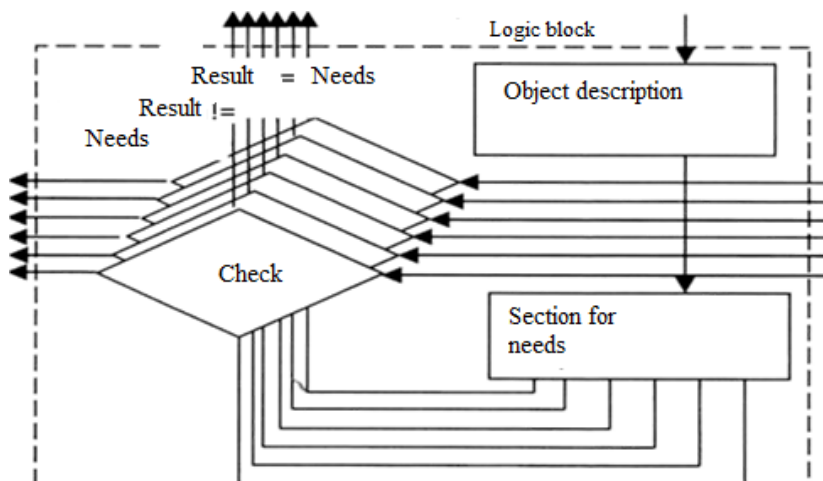 Logic block
Result = Needs
Result !=
Needs
Object description
Check
Section for
needs